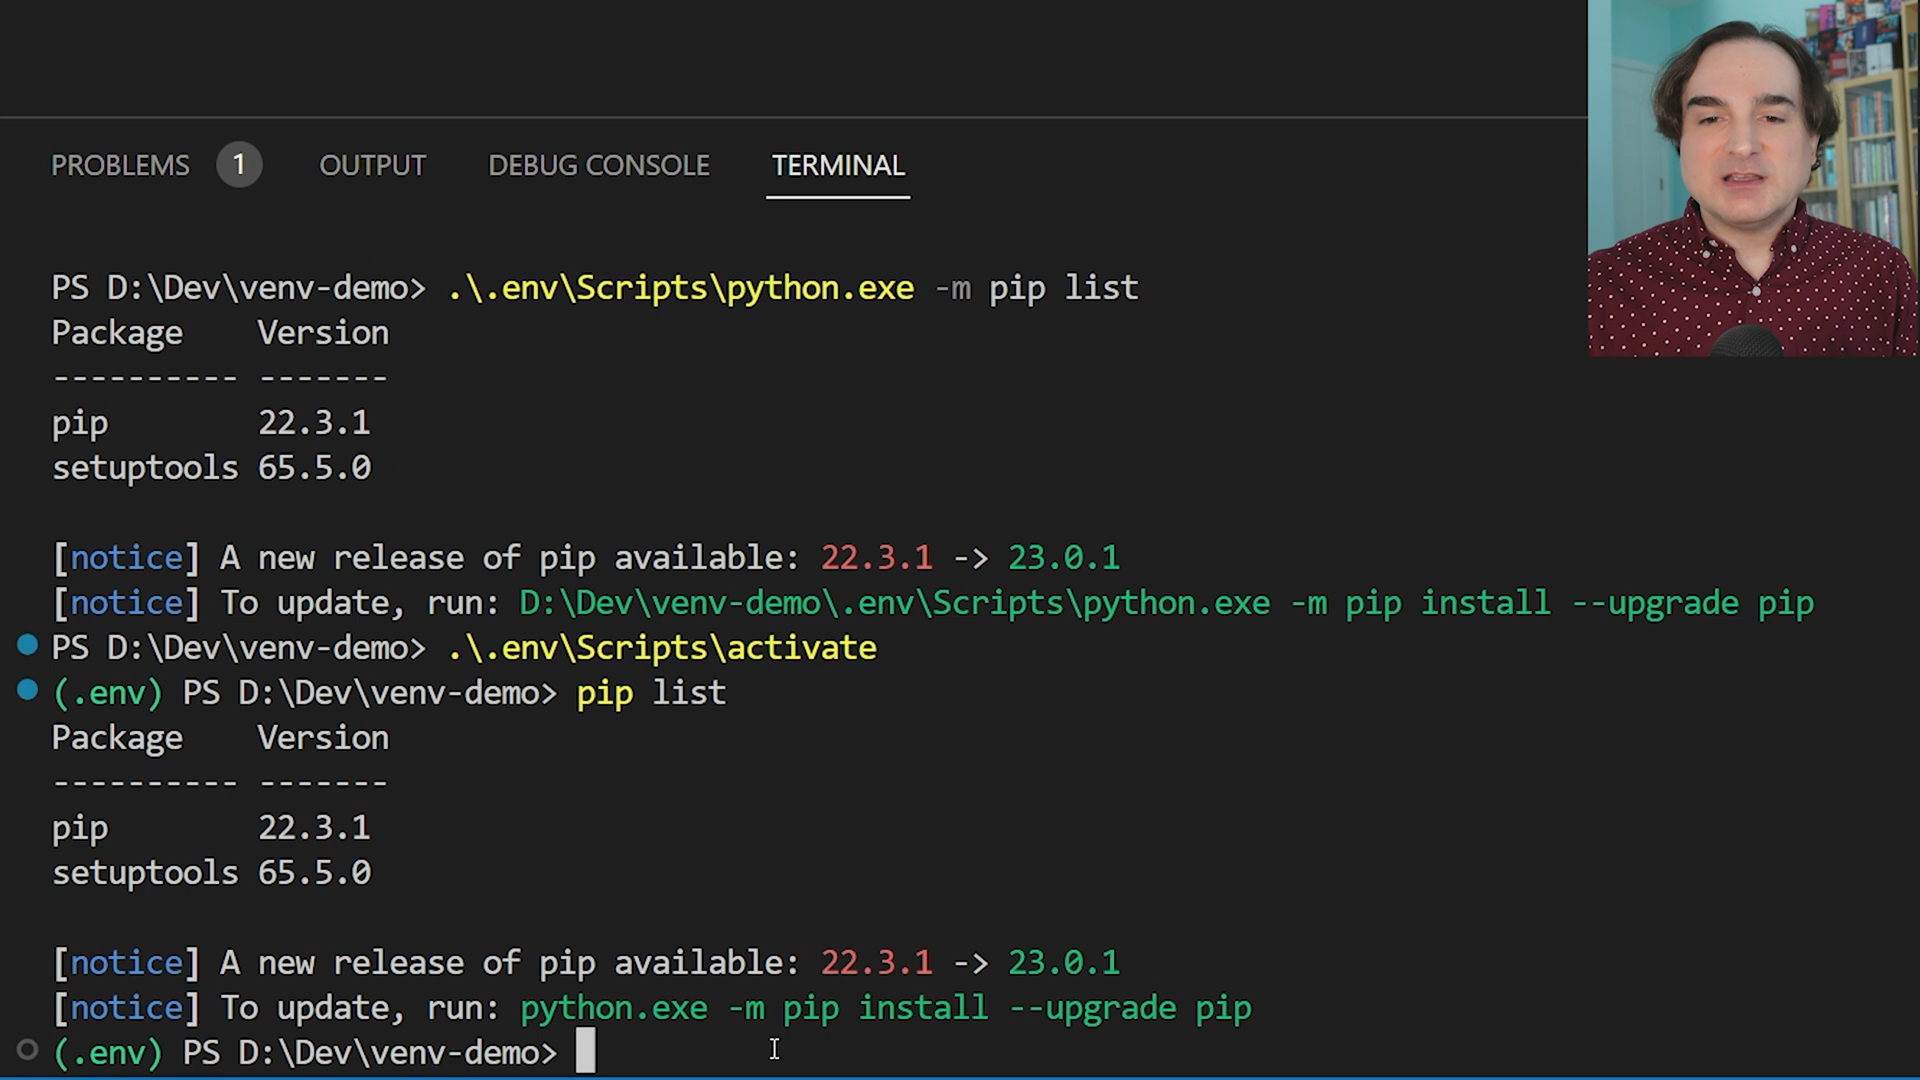 PROBLEMS 1 OUTPUT DEBUG CONSOLE TERMINAL
PS D:\Dev\venv-demo> .\.env\Scripts\python.exe -m pip list
Package    Version
---------- -------
pip        22.3.1
setuptools 65.5.0
[notice] A new release of pip available: 22.3.1 -> 23.0.1
[notice] To update, run: D:\Dev\venv-demo\.env\Scripts\python.exe -m pip install --upgrade pip
PS D:\Dev\venv-demo> .\.env\Scripts\activate
(.env) PS D:\Dev\venv-demo> pip list
Package    Version
---------- -------
pip        22.3.1
setuptools 65.5.0
[notice] A new release of pip available: 22.3.1 -> 23.0.1
[notice] To update, run: python.exe -m pip install --upgrade pip
(.env) PS D:\Dev\venv-demo>